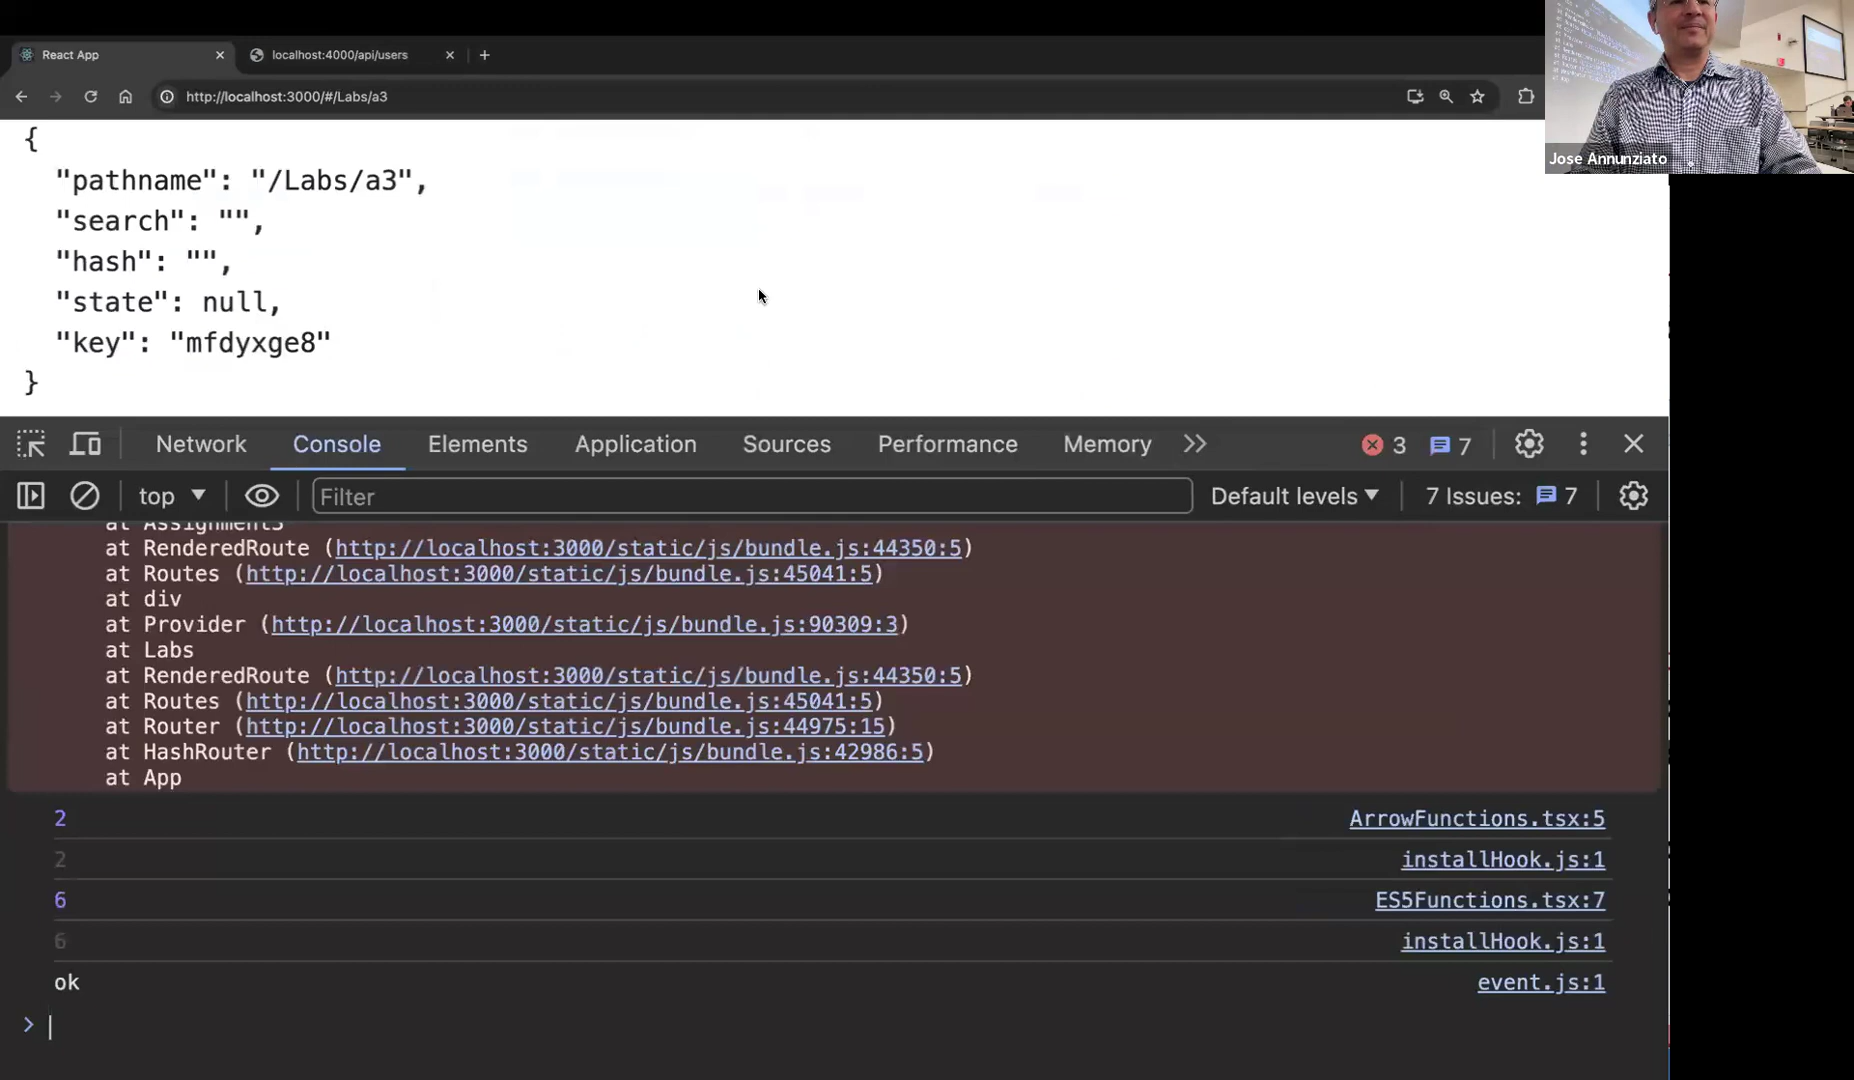 React App
localhost:4000/api/users
http://localhost:3000/#/Labs/a3
Jose Annunziato
{
"pathname": "/Labs/a3",
"search": "",
"hash": "",
"state": null,
"key": "mfdyxge8"
}
Network Console Elements Application Sources Performance Memory 3 7
top Filter Default levels 7 Issues: 7
at Assignment3
at RenderedRoute (http://localhost:3000/static/js/bundle.js:44350:5)
at Routes (http://localhost:3000/static/js/bundle.js:45041:5)
at div
at Provider (http://localhost:3000/static/js/bundle.js:90309:3)
at Labs
at RenderedRoute (http://localhost:3000/static/js/bundle.js:44350:5)
at Routes (http://localhost:3000/static/js/bundle.js:45041:5)
at Router (http://localhost:3000/static/js/bundle.js:44975:15)
at HashRouter (http://localhost:3000/static/js/bundle.js:42986:5)
at App
2 ArrowFunctions.tsx:5
2 installHook.js:1
6 ES5Functions.tsx:7
6 installHook.js:1
ok event.js:1
>